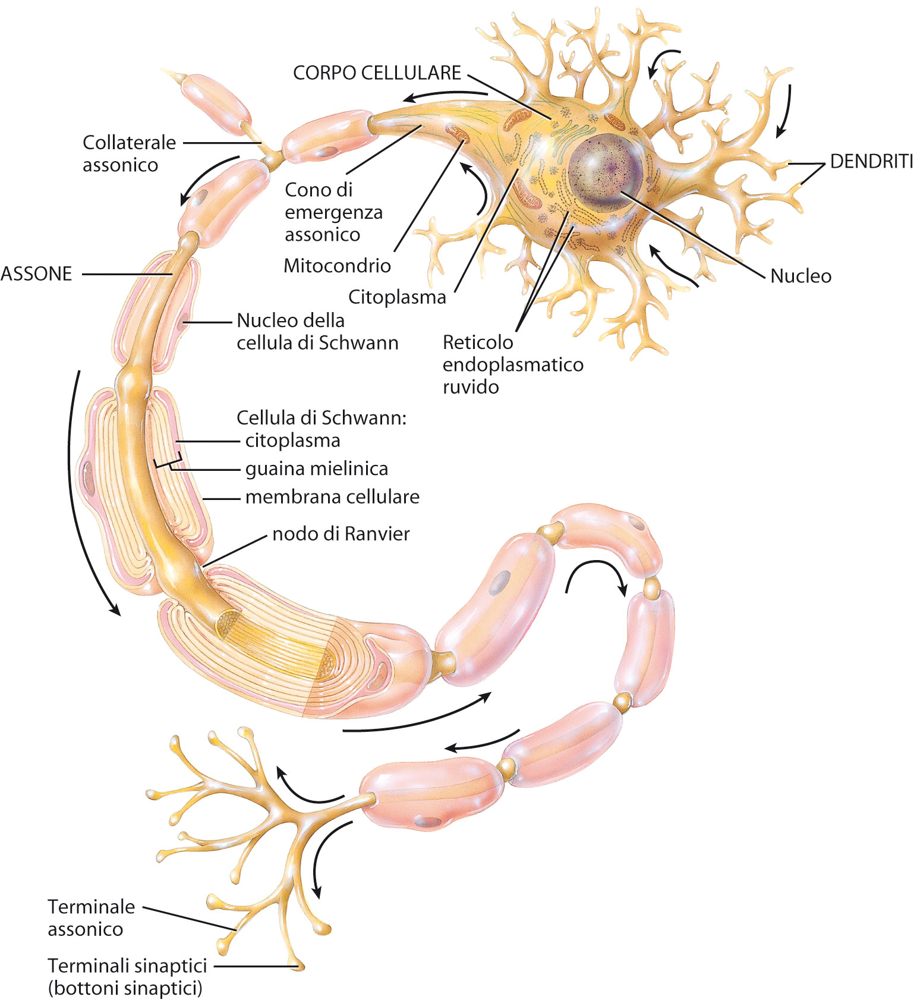 CORPO CELLULARE
Collaterale
assonico
DENDRITI
Cono di
emergenza
assonico
Mitocondrio
ASSONE
Nucleo
Citoplasma
Nucleo della
cellula di Schwann
Reticolo
endoplasmatico
ruvido
Cellula di Schwann:
citoplasma
guaina mielinica
membrana cellulare
nodo di Ranvier
Terminale
assonico
Terminali sinaptici
(bottoni sinaptici)